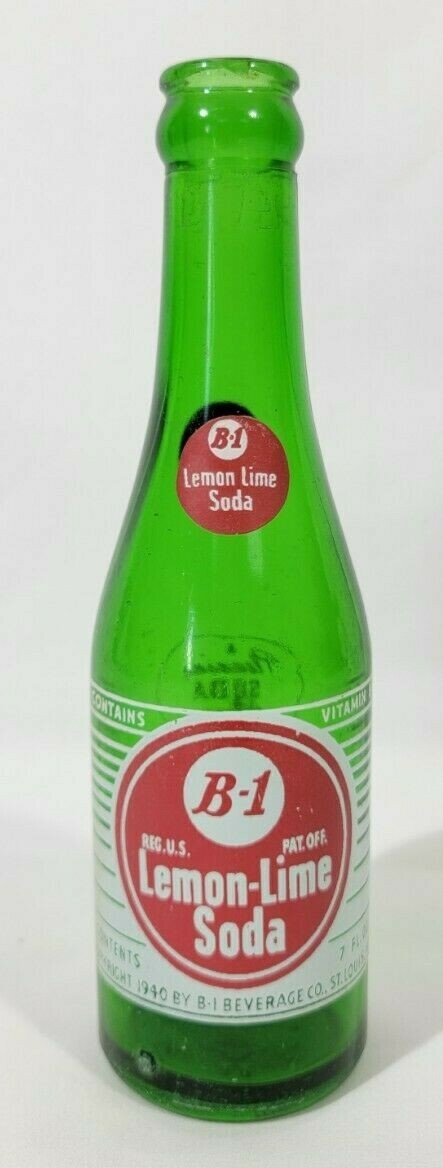 B-1
Lemon Lime
Soda
CONTAINS VITAMIN
B-1
REG. U.S. PAT. OFF.
Lemon-Lime
Soda
CONTENTS 7 FL.
COPYRIGHT 1940 BY B-1 BEVERAGE CO., ST. LOUIS